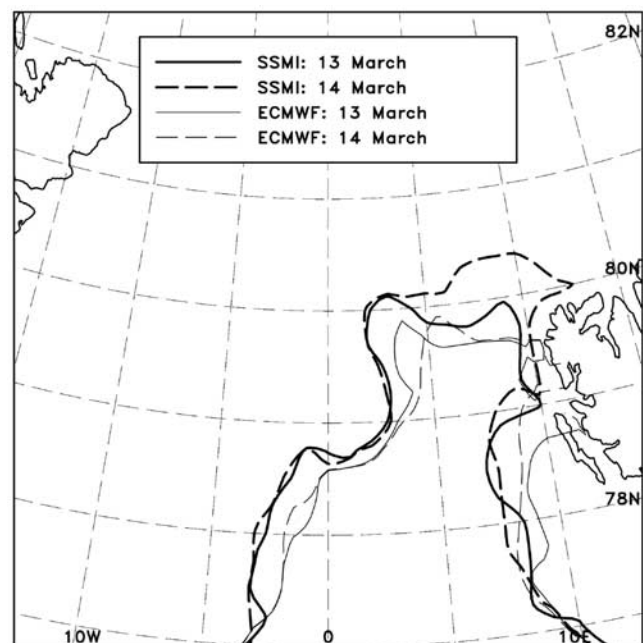 82N
SSMI: 13 March
SSMI: 14 March
ECMWF: 13 March
ECMWF: 14 March
80N
78N
10W 0 10E